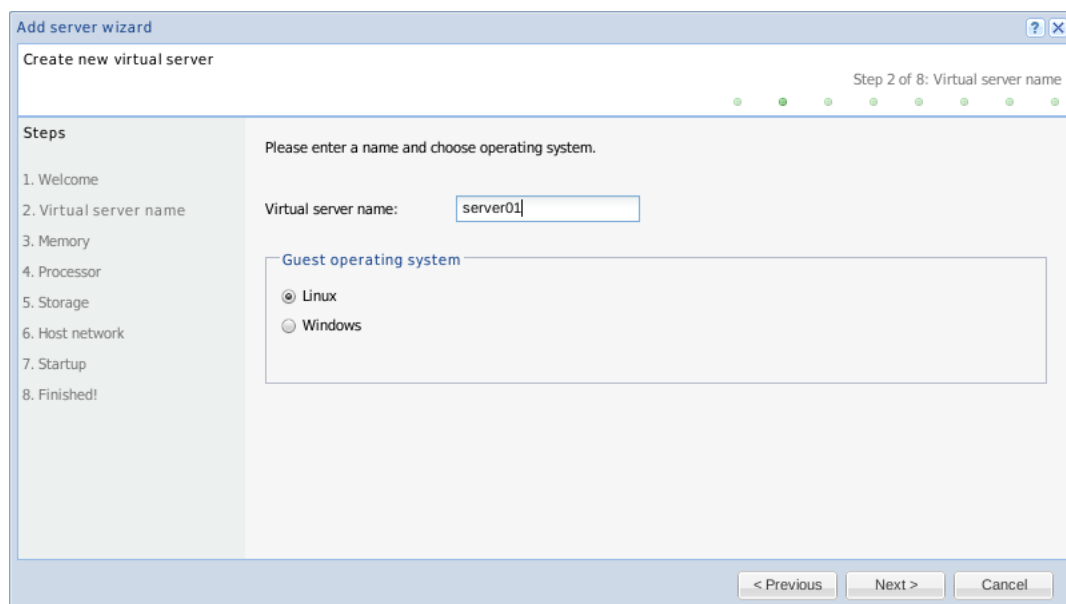 Add server wizard
?
Create new virtual server
Step 2 of 8: Virtual server name
Steps
1. Welcome
2. Virtual server name
3. Memory
4. Processor
5. Storage
6. Host network
7. Startup
8. Finished!
Please enter a name and choose operating system.
Virtual server name: server01
Guest operating system
Linux
Windows
< Previous Next > Cancel